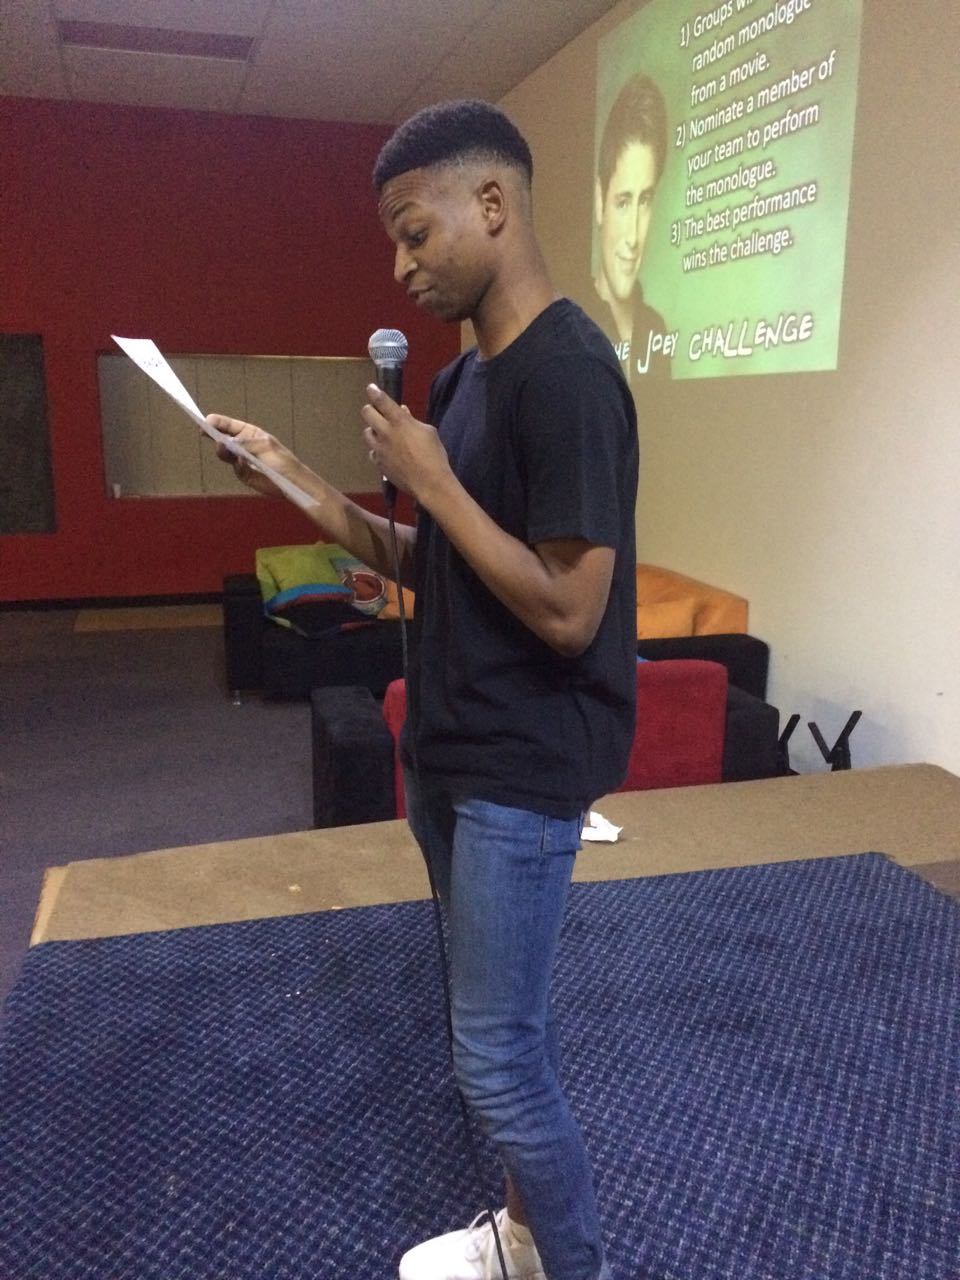 1) Groups
random monologue
from a movie.
2) Nominate a member of
your team to perform
the monologue.
3) The best performance
wins the challenge.
HE JOEY CHALLENGE